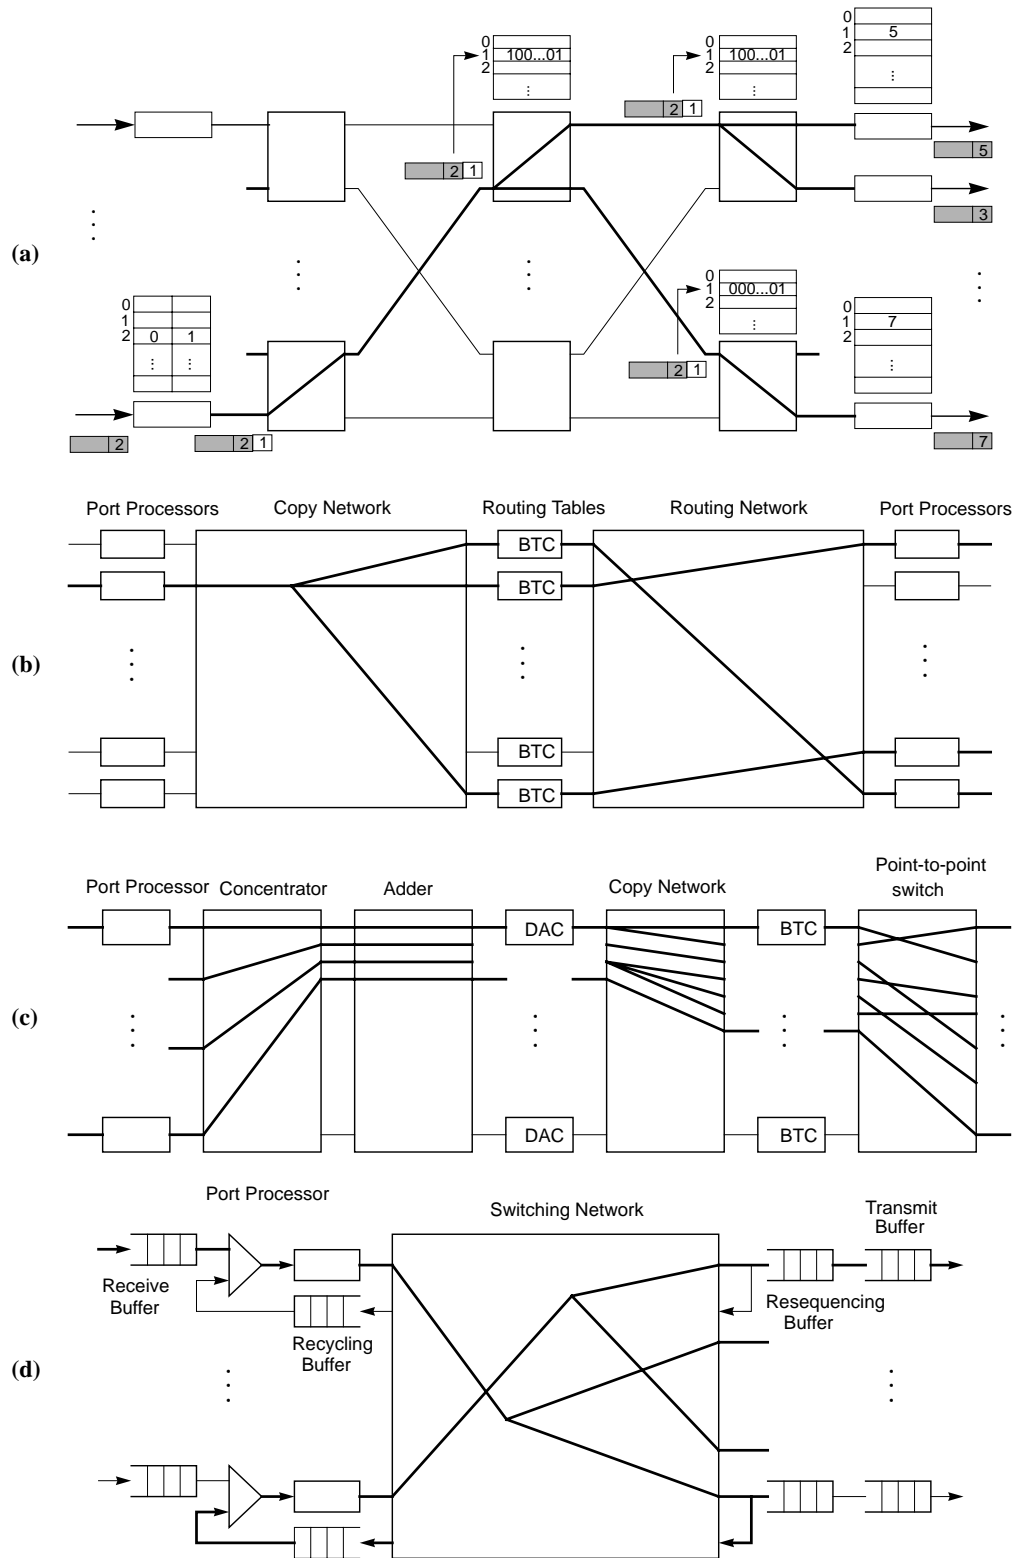 0
1
2
100...01
0
1
2
100...01
0
1
2
5
2 1
5
2 1
3
(a)
0
1
2
000...01
0
1
2
0 1
0
1
2
7
2 1
2
2 1
7
Port Processors Copy Network Routing Tables Routing Network Port Processors
BTC
BTC
(b)
BTC
BTC
Point-to-point
switch
Port Processor Concentrator Adder Copy Network
DAC BTC
(c)
DAC BTC
Port Processor
Switching Network
Transmit
Buffer
Receive
Buffer
Resequencing
Buffer
Recycling
Buffer
(d)